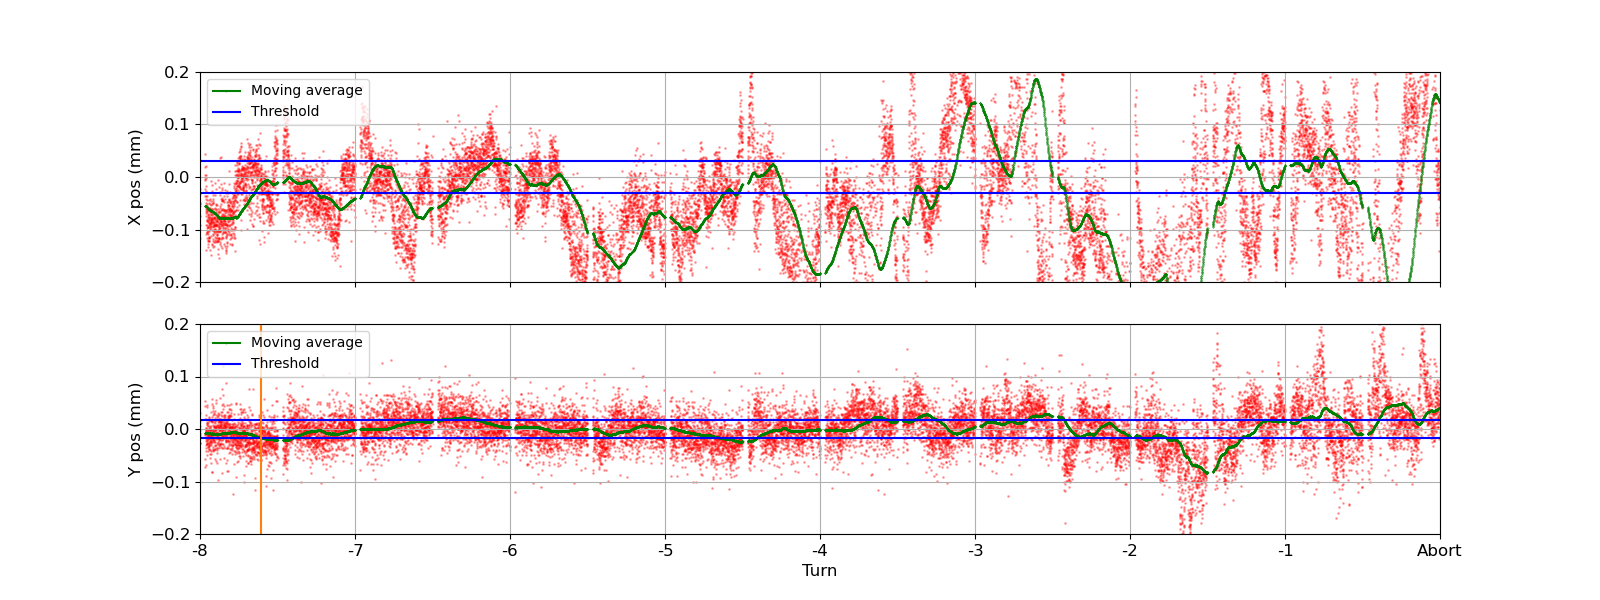 0.2
0.1
0.0
−0.1
−0.2
X pos (mm)
Moving average
Threshold
0.2
0.1
0.0
−0.1
−0.2
Y pos (mm)
Moving average
Threshold
-8 -7 -6 -5 -4 -3 -2 -1 Abort
Turn